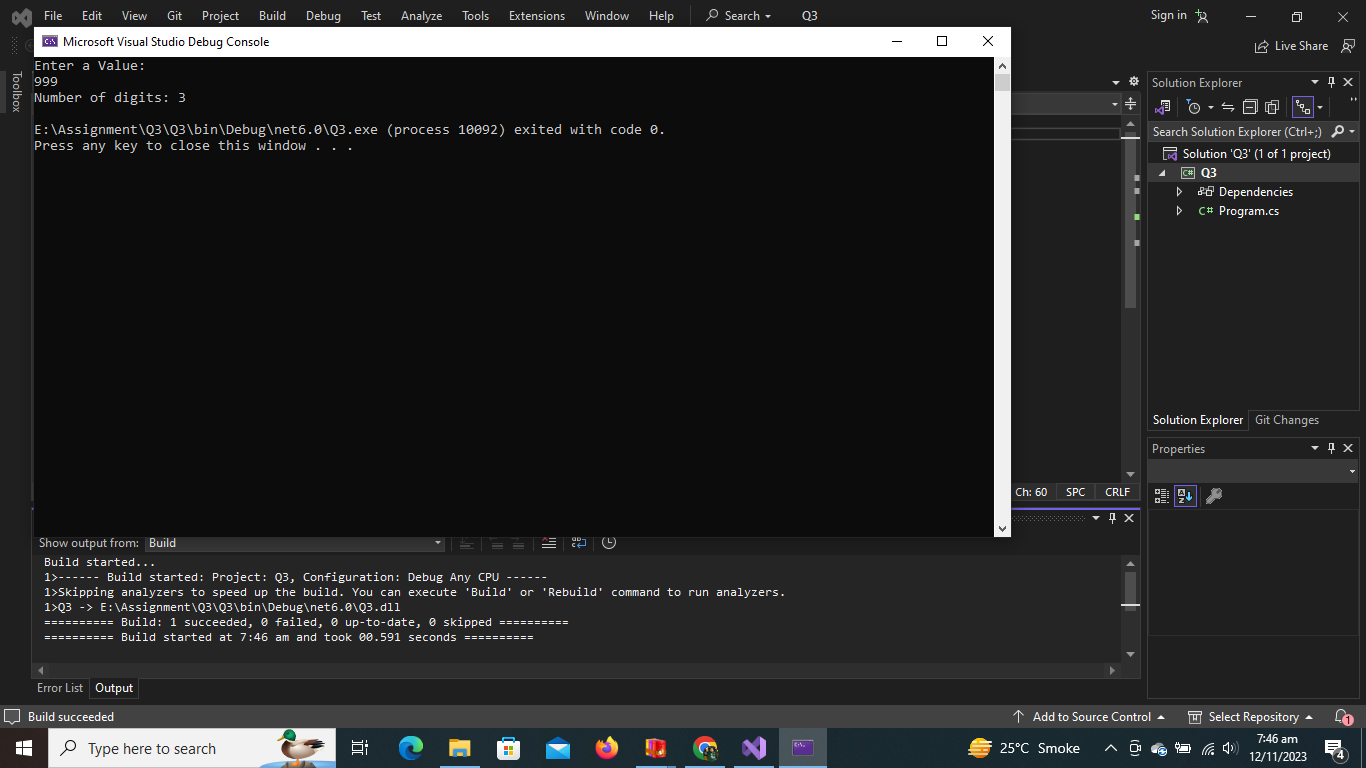 File Edit View Git Project Build Debug Test Analyze Tools Extensions Window Help Search Q3 Sign in
Live Share
Microsoft Visual Studio Debug Console
Toolbox
Enter a Value:
999
Number of digits: 3
E:\Assignment\Q3\Q3\bin\Debug\net6.0\Q3.exe (process 10092) exited with code 0.
Press any key to close this window . . .
Solution Explorer
Search Solution Explorer (Ctrl+;)
Solution 'Q3' (1 of 1 project)
C# Q3
Dependencies
C# Program.cs
Solution Explorer Git Changes
Properties
Ch: 60 SPC CRLF
Show output from: Build
Build started...
1>------ Build started: Project: Q3, Configuration: Debug Any CPU ------
1>Skipping analyzers to speed up the build. You can execute 'Build' or 'Rebuild' command to run analyzers.
1>Q3 -> E:\Assignment\Q3\Q3\bin\Debug\net6.0\Q3.dll
========== Build: 1 succeeded, 0 failed, 0 up-to-date, 0 skipped ==========
========== Build started at 7:46 am and took 00.591 seconds ==========
Error List Output
Build succeeded Add to Source Control Select Repository 1
Type here to search 25°C Smoke 7:46 am
12/11/2023 4